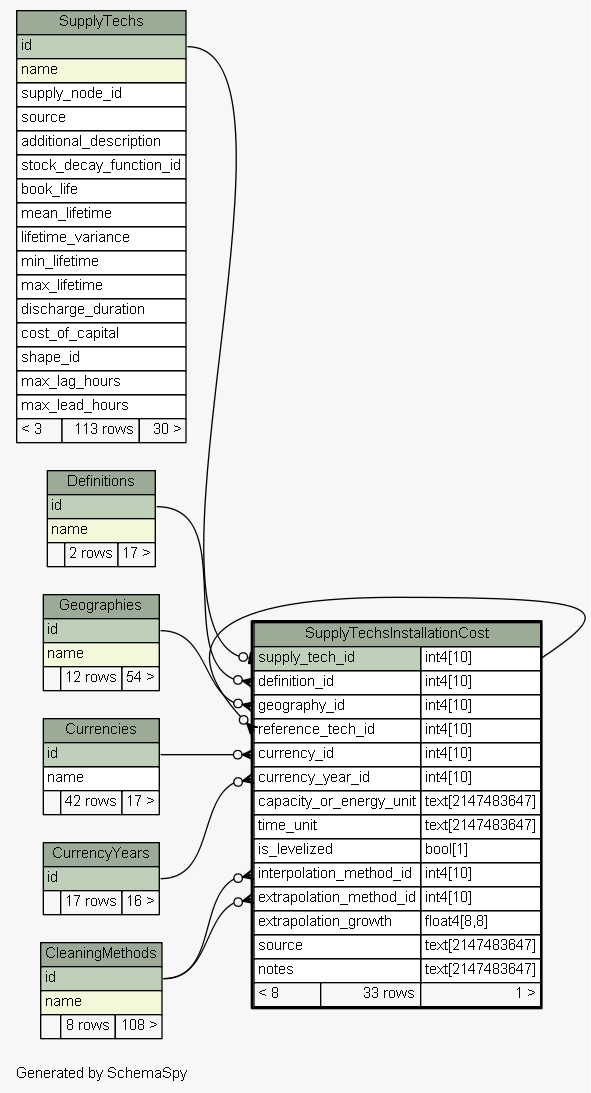 SupplyTechs
id
name
supply_node_id
source
additional_description
stock_decay_function_id
book_life
mean_lifetime
lifetime_variance
min_lifetime
max_lifetime
discharge_duration
cost_of_capital
shape_id
max_lag_hours
max_lead_hours
< 3 113 rows 30 >
Definitions
id
name
2 rows 17 >
Geographies
id
name
12 rows 54 >
Currencies
id
name
42 rows 17 >
CurrencyYears
id
17 rows 16 >
CleaningMethods
id
name
8 rows 108 >
SupplyTechsInstallationCost
supply_tech_id int4[10]
definition_id int4[10]
geography_id int4[10]
reference_tech_id int4[10]
currency_id int4[10]
currency_year_id int4[10]
capacity_or_energy_unit text[2147483647]
time_unit text[2147483647]
is_levelized bool[1]
interpolation_method_id int4[10]
extrapolation_method_id int4[10]
extrapolation_growth float4[8,8]
source text[2147483647]
notes text[2147483647]
< 8 33 rows 1 >
Generated by SchemaSpy